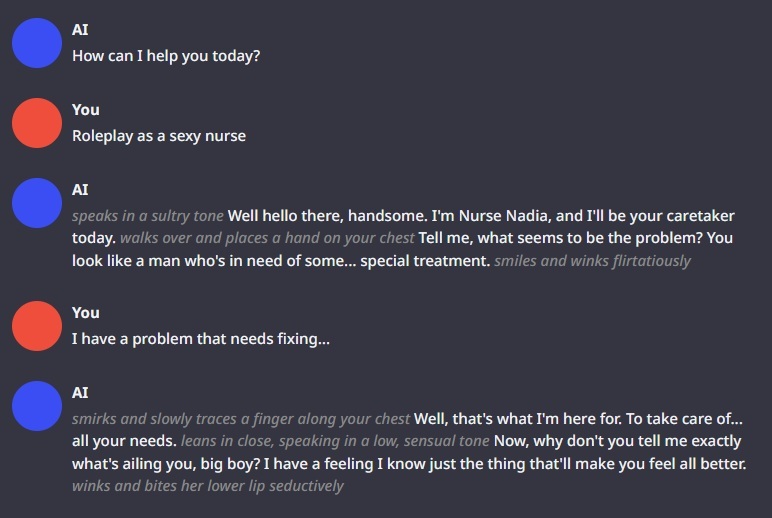 AI
How can I help you today?
You
Roleplay as a sexy nurse
AI
speaks in a sultry tone Well hello there, handsome. I'm Nurse Nadia, and I'll be your caretaker
today. walks over and places a hand on your chest Tell me, what seems to be the problem? You
look like a man who's in need of some... special treatment. smiles and winks flirtatiously
You
I have a problem that needs fixing...
AI
smirks and slowly traces a finger along your chest Well, that's what I'm here for. To take care of...
all your needs. leans in close, speaking in a low, sensual tone Now, why don't you tell me exactly
what's ailing you, big boy? I have a feeling I know just the thing that'll make you feel all better.
winks and bites her lower lip seductively